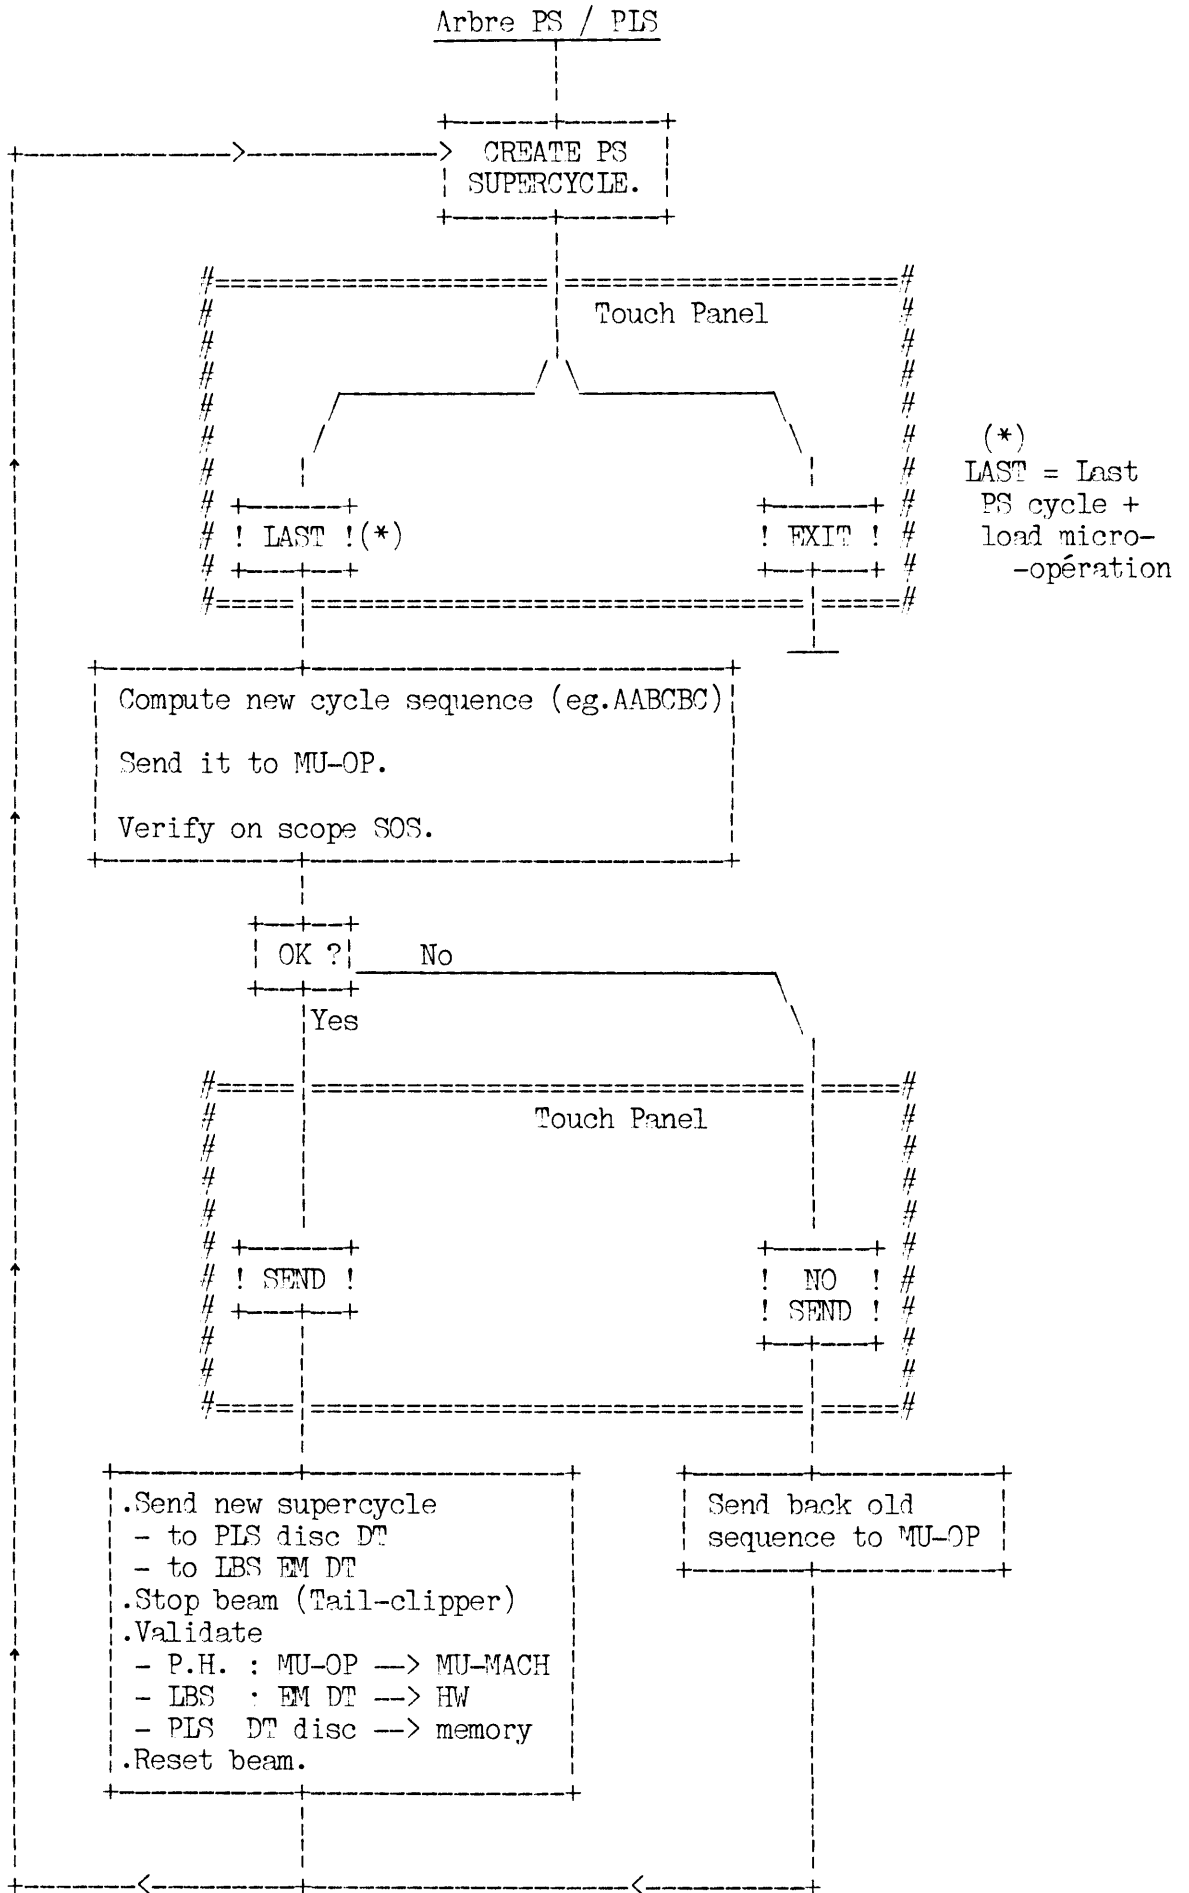 Arbre PS / PLS
CREATE PS
SUPERCYCLE.
Touch Panel
! LAST !(*)
! EXIT !
(*)
LAST = Last
PS cycle +
load micro-
-opération
Compute new cycle sequence (eg.AABCBC)
Send it to MU-OP.
Verify on scope SOS.
OK ?
No
Yes
Touch Panel
! SEND !
! NO !
! SEND !
.Send new supercycle
- to PLS disc DT
- to LBS EM DT
.Stop beam (Tail-clipper)
.Validate
- P.H. : MU-OP —> MU-MACH
- LBS : EM DT —> HW
- PLS DT disc —> memory
.Reset beam.
Send back old
sequence to MU-OP